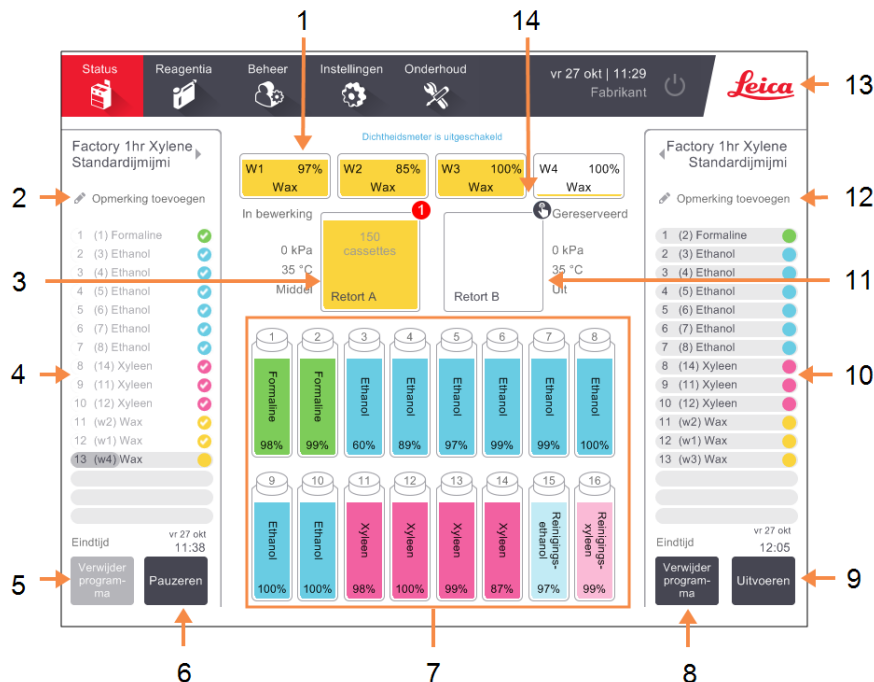 1
14
Status
Reagentia
Beheer
Instellingen
Onderhoud
vr 27 okt | 11:29
Fabrikant
Leica
13
Factory 1hr Xylene
Standardijmijmi
2
Opmerking toevoegen
1 (1) Formaline
2 (3) Ethanol
3 (4) Ethanol
4 (5) Ethanol
5 (6) Ethanol
6 (7) Ethanol
7 (8) Ethanol
8 (14) Xyleen
9 (11) Xyleen
10 (12) Xyleen
11 (w2) Wax
12 (w1) Wax
13 (w4) Wax
3
4
Eindtijd
vr 27 okt
11:38
5
Verwijder
program-
ma
Pauzeren
6
Dichtheidsmeter is uitgeschakeld
W1 97%
Wax
W2 85%
Wax
W3 100%
Wax
W4 100%
Wax
In bewerking
0 kPa
35 °C
Middel
150
cassettes
Retort A
1
Retort B
Gereserveerd
0 kPa
35 °C
Uit
11
1
Formaline
98%
2
Formaline
99%
3
Ethanol
60%
4
Ethanol
89%
5
Ethanol
97%
6
Ethanol
99%
7
Ethanol
99%
8
Ethanol
100%
9
Ethanol
100%
10
Ethanol
100%
11
Xyleen
98%
12
Xyleen
100%
13
Xyleen
99%
14
Xyleen
87%
15
Reinigings-
ethanol
97%
16
Reinigings-
xyleen
99%
7
Factory 1hr Xylene
Standardijmijmi
Opmerking toevoegen
12
1 (2) Formaline
2 (3) Ethanol
3 (4) Ethanol
4 (5) Ethanol
5 (6) Ethanol
6 (7) Ethanol
7 (8) Ethanol
8 (14) Xyleen
9 (11) Xyleen
10 (12) Xyleen
11 (w2) Wax
12 (w1) Wax
13 (w3) Wax
10
Eindtijd
vr 27 okt
12:05
Verwijder
program-
ma
Uitvoeren
9
8